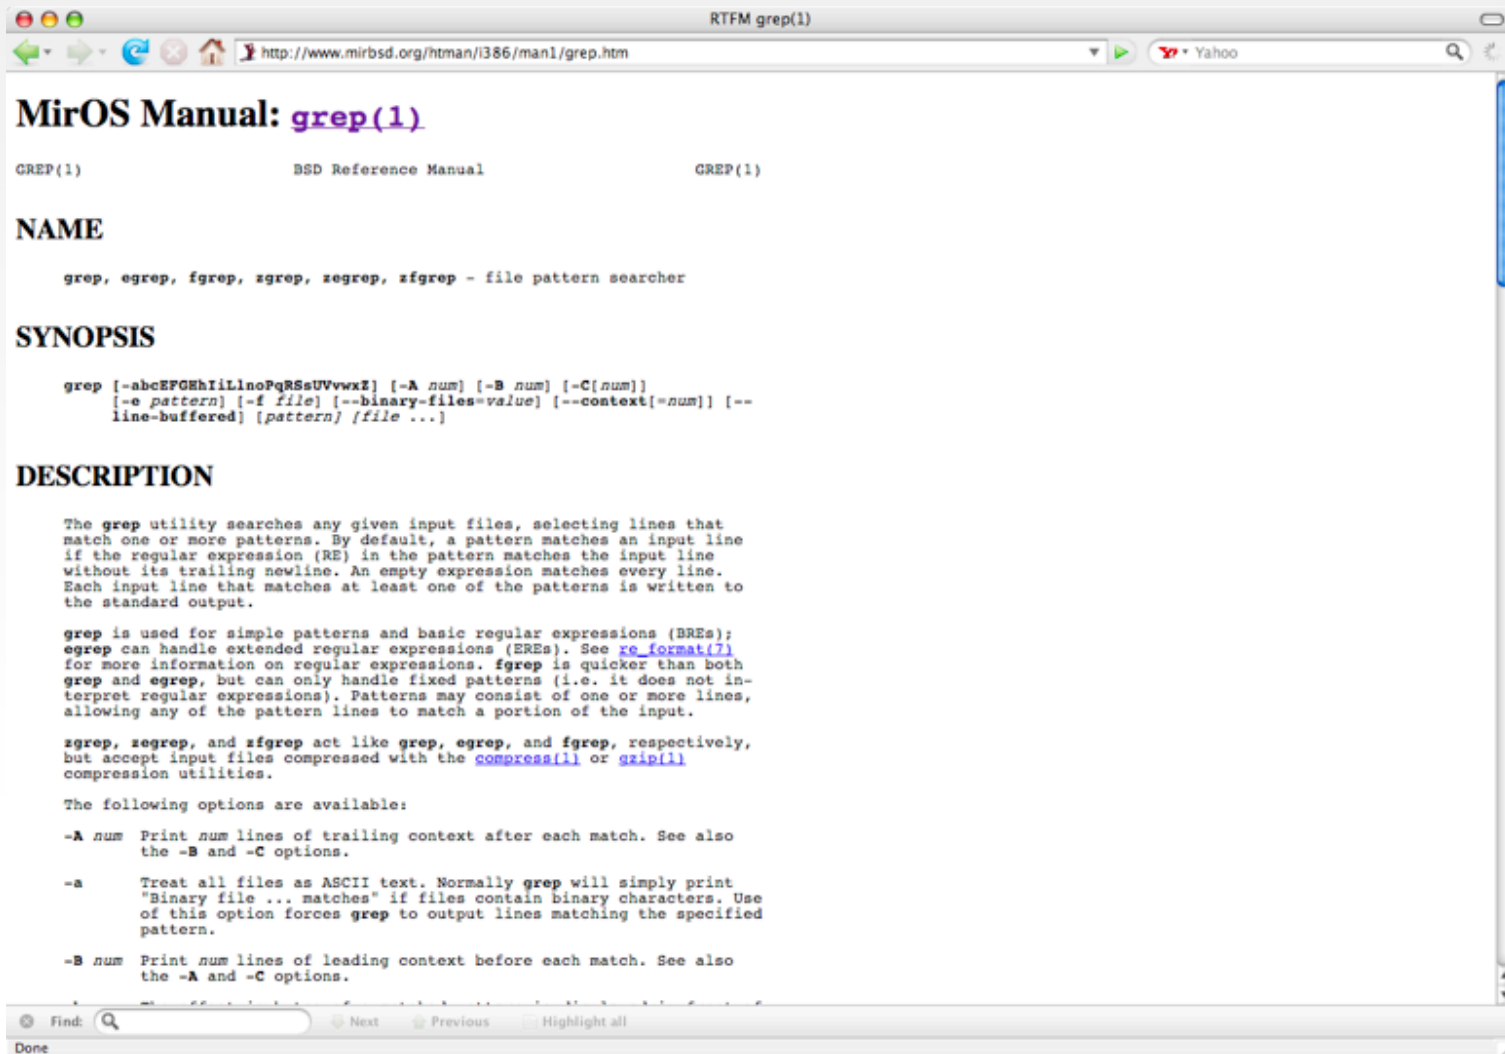 RTFM grep(1)
http://www.mirbsd.org/htman/i386/man1/grep.htm
Yahoo
MirOS Manual: grep(1)
GREP(1) BSD Reference Manual GREP(1)
NAME
grep, egrep, fgrep, zgrep, zegrep, zfgrep - file pattern searcher
SYNOPSIS
grep [-abcEFGHhIiLlnoPqRSsUVvwxZ] [-A num] [-B num] [-C[num]]
[-e pattern] [-f file] [--binary-files=value] [--context[=num]] [--
line-buffered] [pattern] [file ...]
DESCRIPTION
The grep utility searches any given input files, selecting lines that
match one or more patterns. By default, a pattern matches an input line
if the regular expression (RE) in the pattern matches the input line
without its trailing newline. An empty expression matches every line.
Each input line that matches at least one of the patterns is written to
the standard output.
grep is used for simple patterns and basic regular expressions (BREs);
egrep can handle extended regular expressions (EREs). See re_format(7)
for more information on regular expressions. fgrep is quicker than both
grep and egrep, but can only handle fixed patterns (i.e. it does not in-
terpret regular expressions). Patterns may consist of one or more lines,
allowing any of the pattern lines to match a portion of the input.
zgrep, zegrep, and zfgrep act like grep, egrep, and fgrep, respectively,
but accept input files compressed with the compress(1) or gzip(1)
compression utilities.
The following options are available:
-A num Print num lines of trailing context after each match. See also
the -B and -C options.
-a Treat all files as ASCII text. Normally grep will simply print
"Binary file ... matches" if files contain binary characters. Use
of this option forces grep to output lines matching the specified
pattern.
-B num Print num lines of leading context before each match. See also
the -A and -C options.
Find: Next Previous Highlight all
Done